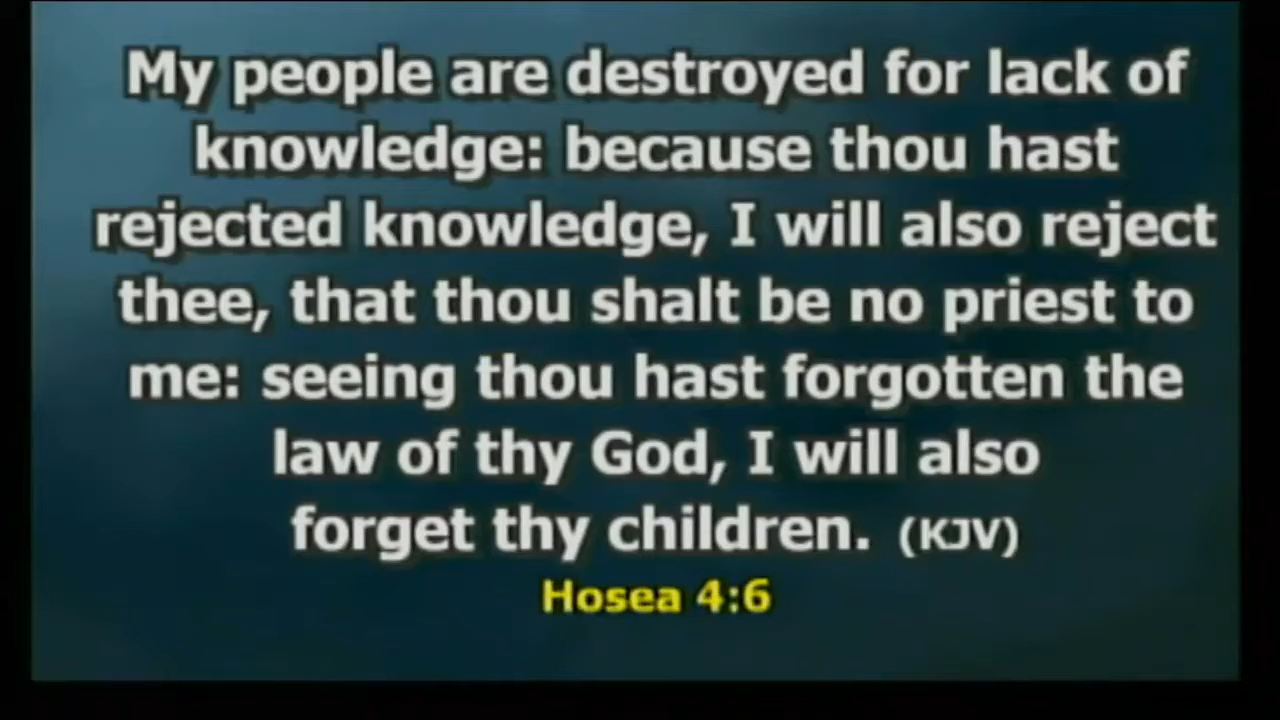 My people are destroyed for lack of
knowledge: because thou hast
rejected knowledge, I will also reject
thee, that thou shalt be no priest to
me: seeing thou hast forgotten the
law of thy God, I will also
forget thy children. (KJV)
Hosea 4:6